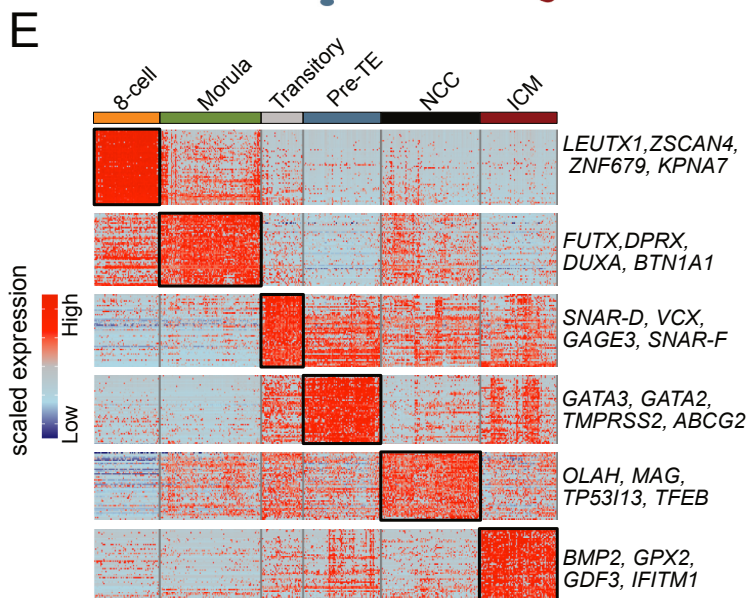 E
8-cell
Morula
Transitory
Pre-TE
NCC
ICM
LEUTX1,ZSCAN4,
ZNF679, KPNA7
FUTX,DPRX,
DUXA, BTN1A1
SNAR-D, VCX,
GAGE3, SNAR-F
GATA3, GATA2,
TMPRSS2, ABCG2
OLAH, MAG,
TP53I13, TFEB
BMP2, GPX2,
GDF3, IFITM1
scaled expression
High
Low